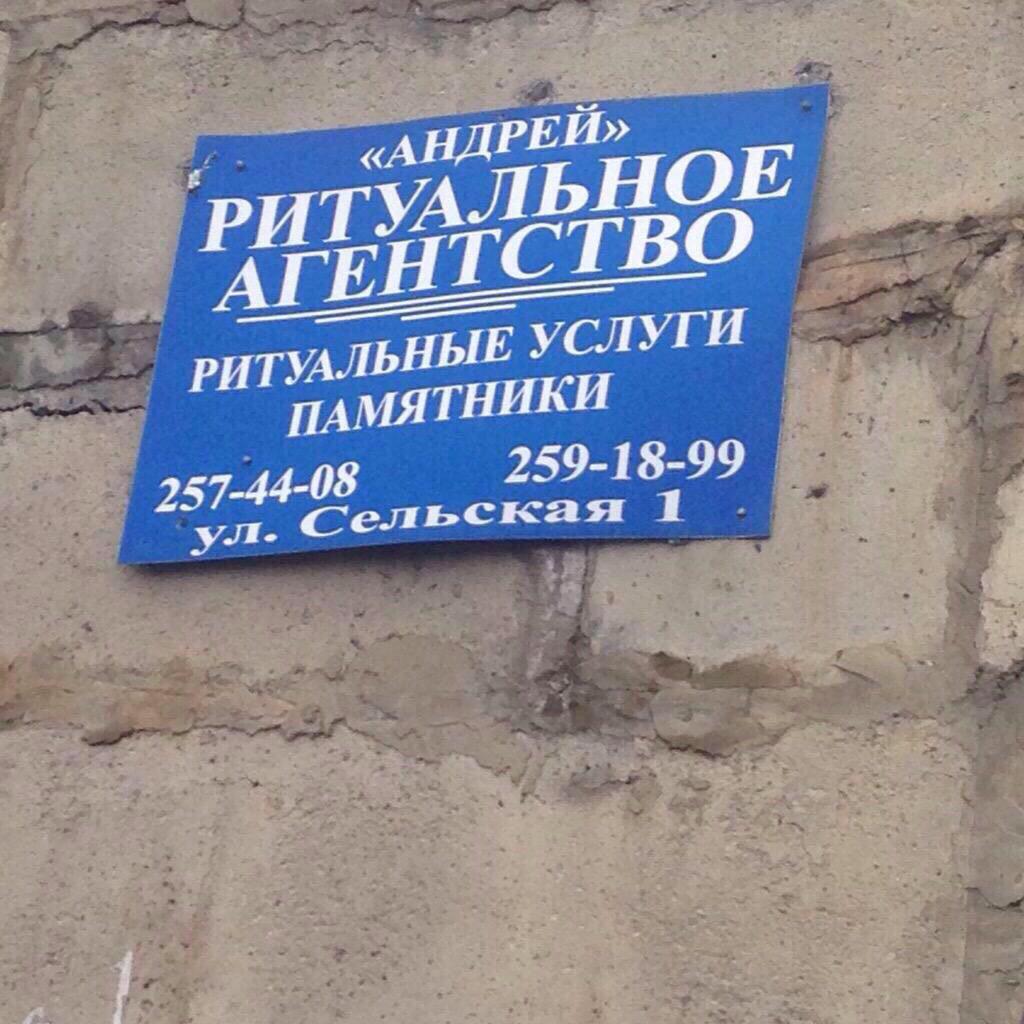 «АНДРЕЙ»
РИТУАЛЬНОЕ
АГЕНТСТВО
РИТУАЛЬНЫЕ УСЛУГИ
ПАМЯТНИКИ
257-44-08 259-18-99
ул. Сельская 1